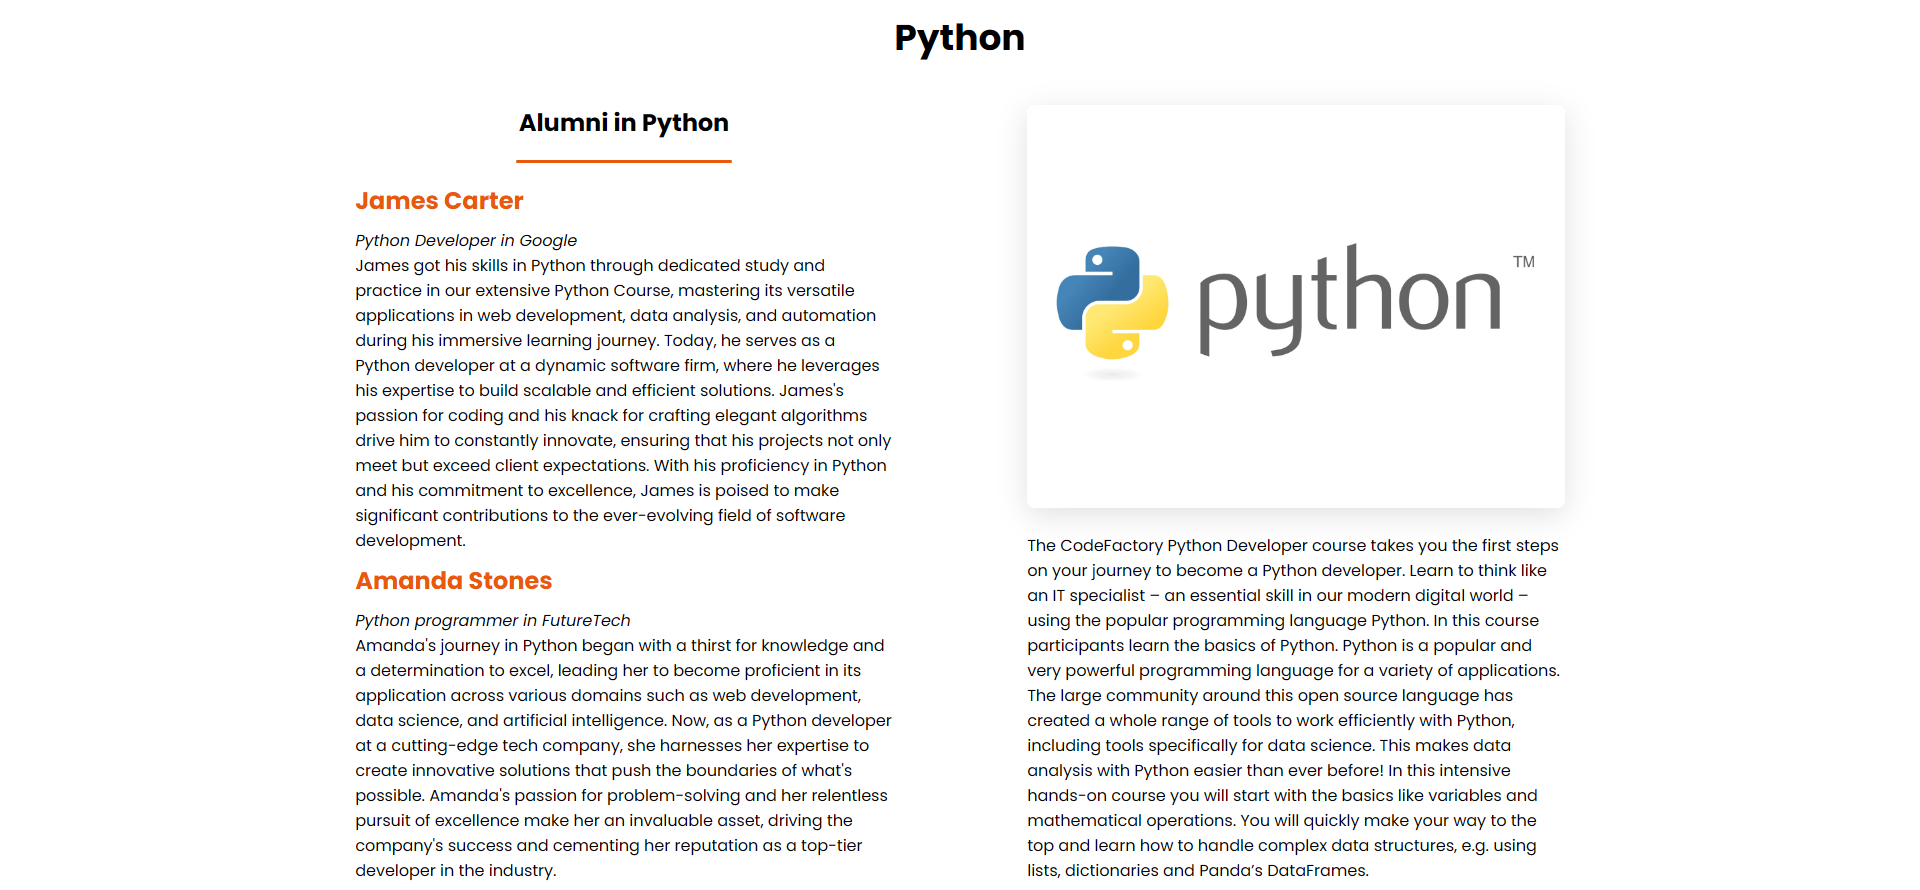 Python
Alumni in Python
James Carter
Python Developer in Google
James got his skills in Python through dedicated study and
practice in our extensive Python Course, mastering its versatile
applications in web development, data analysis, and automation
during his immersive learning journey. Today, he serves as a
Python developer at a dynamic software firm, where he leverages
his expertise to build scalable and efficient solutions. James's
passion for coding and his knack for crafting elegant algorithms
drive him to constantly innovate, ensuring that his projects not only
meet but exceed client expectations. With his proficiency in Python
and his commitment to excellence, James is poised to make
significant contributions to the ever-evolving field of software
development.
Amanda Stones
Python programmer in FutureTech
Amanda's journey in Python began with a thirst for knowledge and
a determination to excel, leading her to become proficient in its
application across various domains such as web development,
data science, and artificial intelligence. Now, as a Python developer
at a cutting-edge tech company, she harnesses her expertise to
create innovative solutions that push the boundaries of what's
possible. Amanda's passion for problem-solving and her relentless
pursuit of excellence make her an invaluable asset, driving the
company's success and cementing her reputation as a top-tier
developer in the industry.
python™
The CodeFactory Python Developer course takes you the first steps
on your journey to become a Python developer. Learn to think like
an IT specialist – an essential skill in our modern digital world –
using the popular programming language Python. In this course
participants learn the basics of Python. Python is a popular and
very powerful programming language for a variety of applications.
The large community around this open source language has
created a whole range of tools to work efficiently with Python,
including tools specifically for data science. This makes data
analysis with Python easier than ever before! In this intensive
hands-on course you will start with the basics like variables and
mathematical operations. You will quickly make your way to the
top and learn how to handle complex data structures, e.g. using
lists, dictionaries and Panda’s DataFrames.